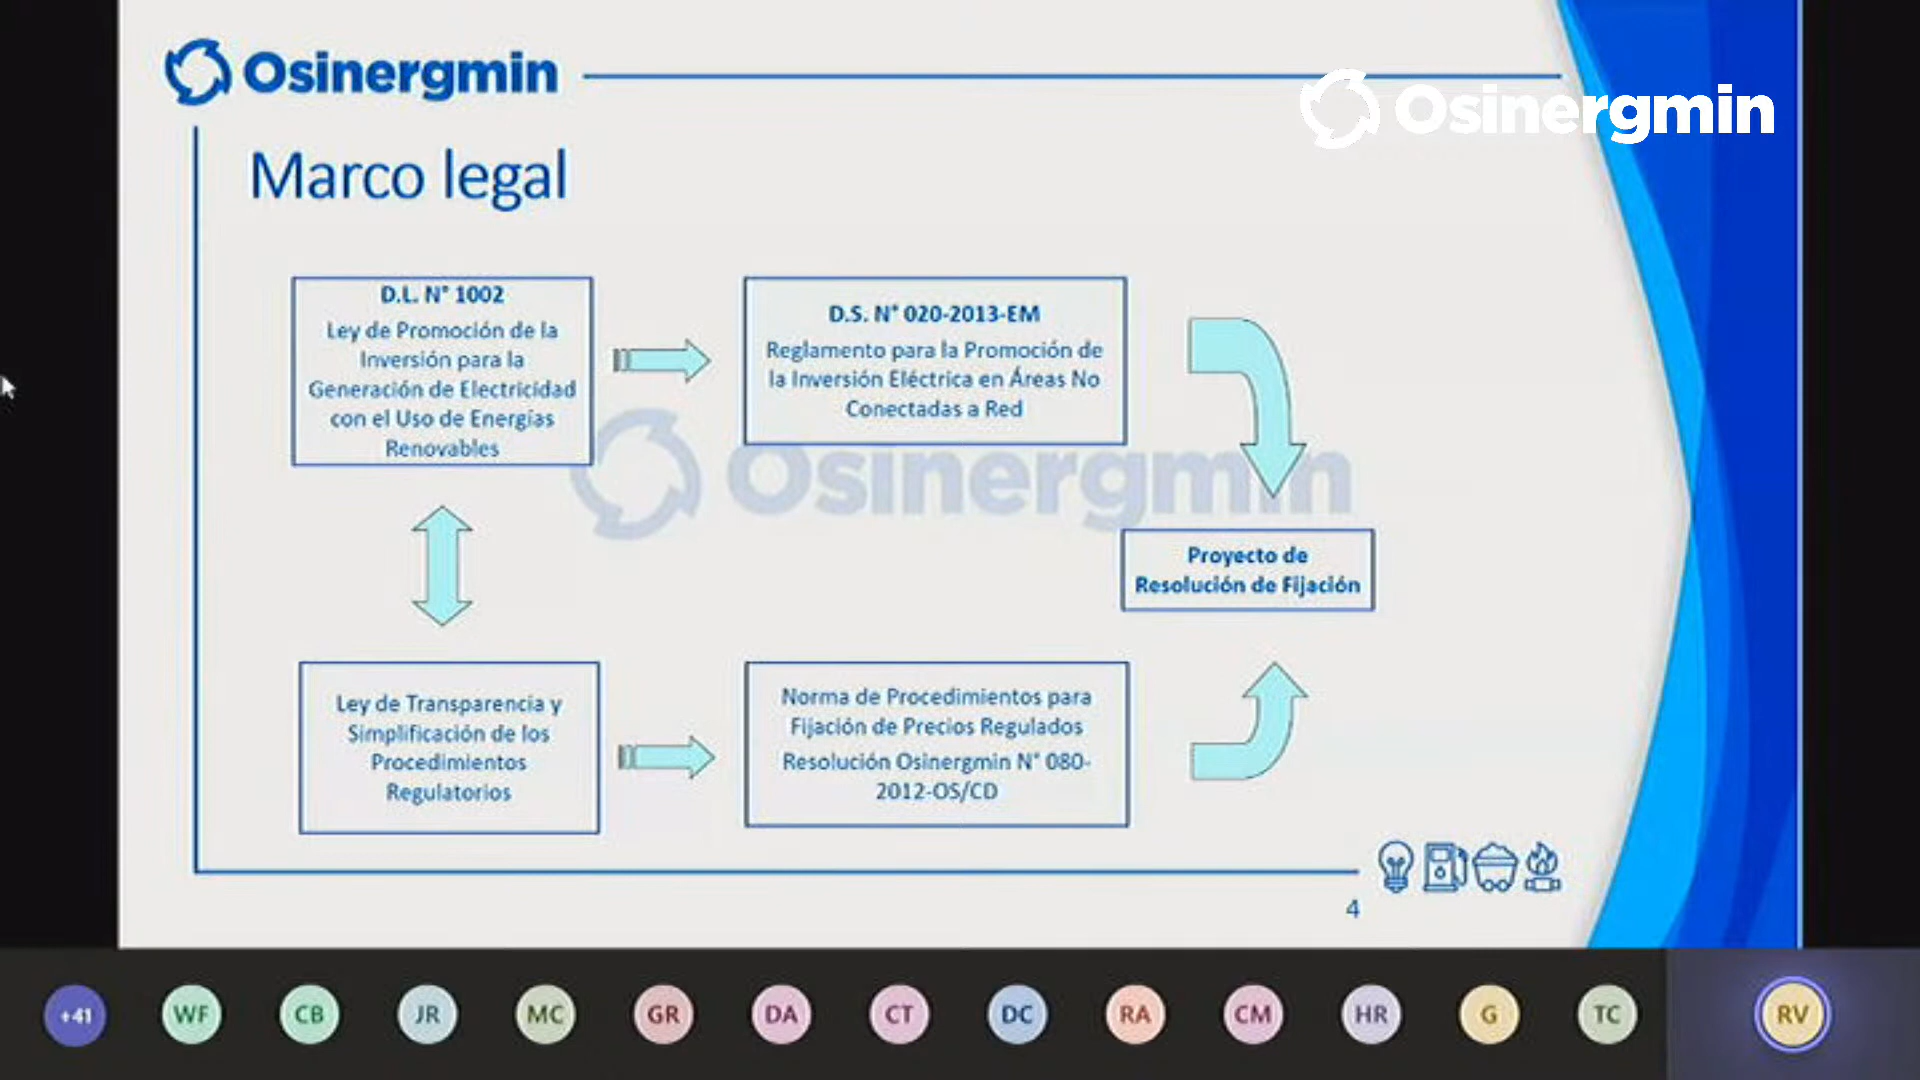 Osinergmin
Osinergmin
Marco legal
D.L. N° 1002
Ley de Promoción de la
Inversión para la
Generación de Electricidad
con el Uso de Energías
Renovables
D.S. N° 020-2013-EM
Reglamento para la Promoción de
la Inversión Eléctrica en Áreas No
Conectadas a Red
Osinergmin
Proyecto de
Resolución de Fijación
Ley de Transparencia y
Simplificación de los
Procedimientos
Regulatorios
Norma de Procedimientos para
Fijación de Precios Regulados
Resolución Osinergmin N° 080-
2012-OS/CD
4
+41 WF CB JR MC GR DA CT DC RA CM HR G TC RV